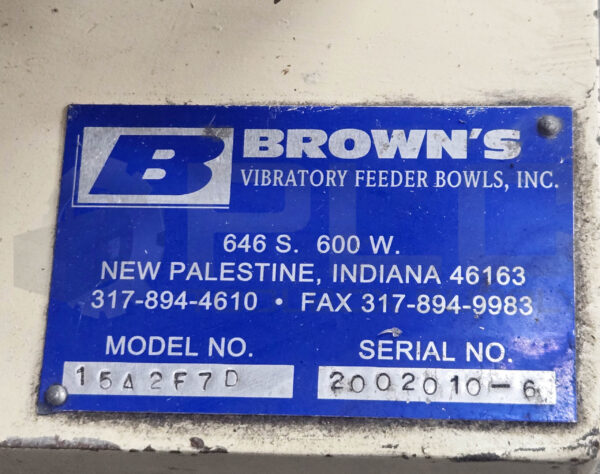 B BROWN'S
VIBRATORY FEEDER BOWLS, INC.
646 S. 600 W.
NEW PALESTINE, INDIANA 46163
317-894-4610 • FAX 317-894-9983
MODEL NO. SERIAL NO.
15A2F7D 2002010-6